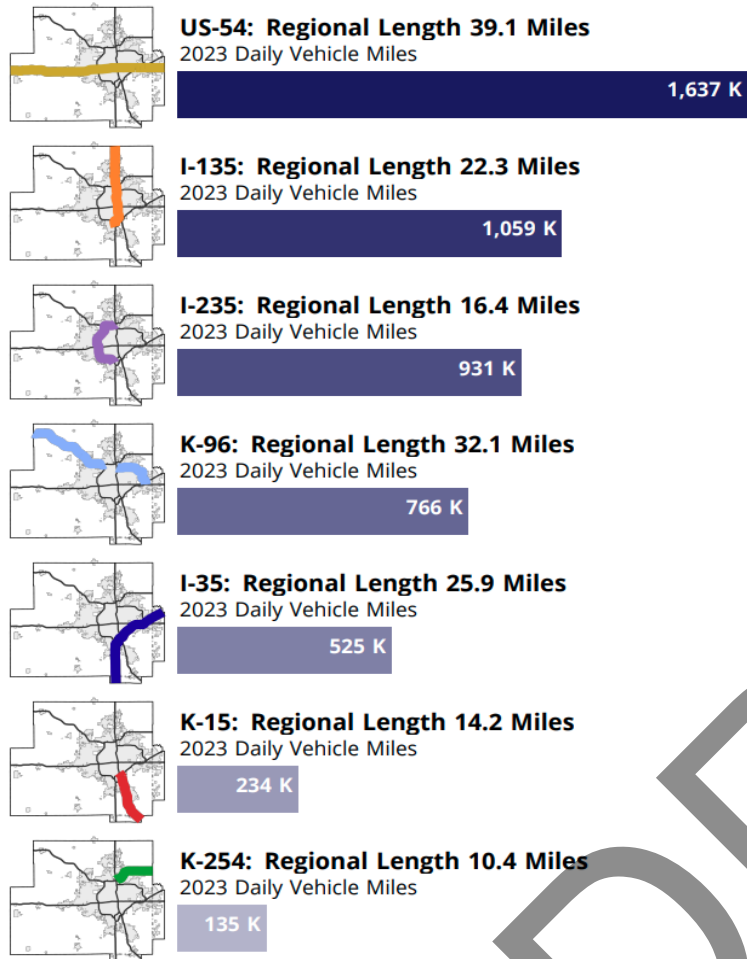 US-54: Regional Length 39.1 Miles
2023 Daily Vehicle Miles
1,637 K
I-135: Regional Length 22.3 Miles
2023 Daily Vehicle Miles
1,059 K
I-235: Regional Length 16.4 Miles
2023 Daily Vehicle Miles
931 K
K-96: Regional Length 32.1 Miles
2023 Daily Vehicle Miles
766 K
I-35: Regional Length 25.9 Miles
2023 Daily Vehicle Miles
525 K
K-15: Regional Length 14.2 Miles
2023 Daily Vehicle Miles
234 K
K-254: Regional Length 10.4 Miles
2023 Daily Vehicle Miles
135 K